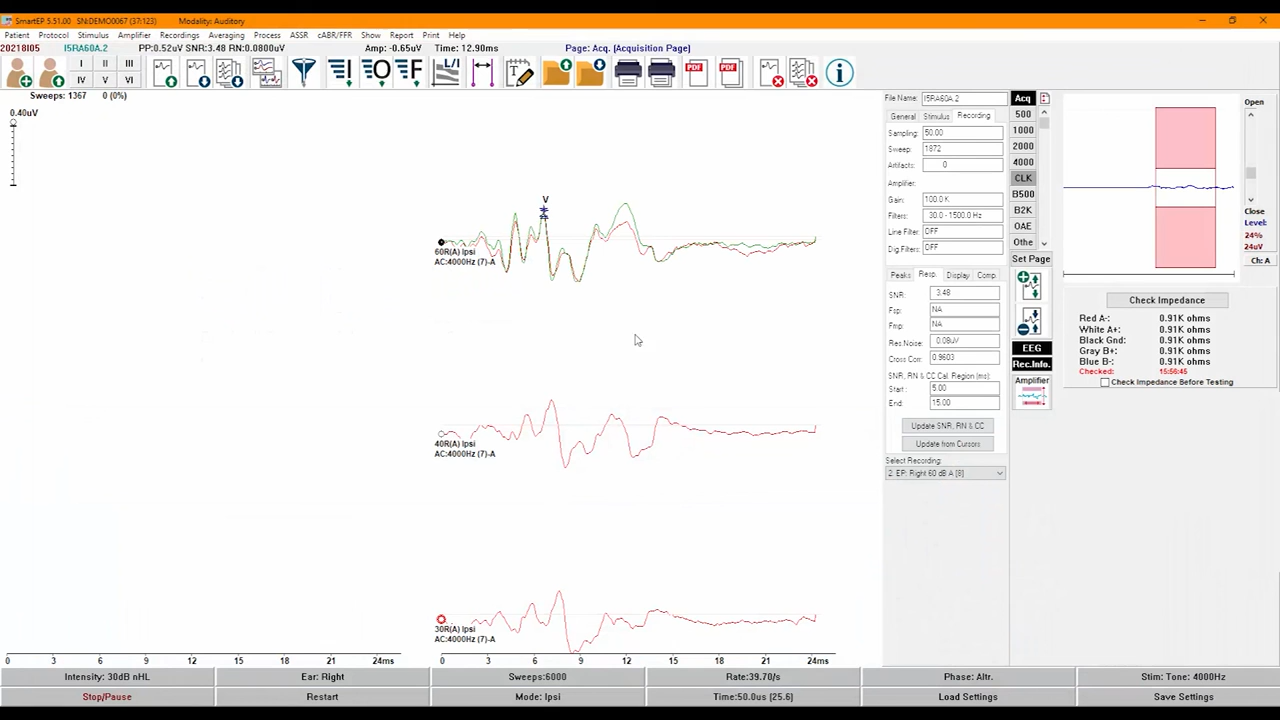 SmartEP 5.51.00 SN:DEMO0067 (37:123) Modality: Auditory
Patient Protocol Stimulus Amplifier Recordings Averaging Process ASSR cABR/FFR Show Report Print Help
20218I05 I5RA60A.2 PP:0.52uV SNR:3.48 RN:0.0800uV Amp: -0.65uV Time: 12.90ms Page: Acq. (Acquisition Page)
I II III
IV V VI
L/I
PDF PDF
Sweeps: 1367 0 (0%)
0.40uV
V
60R(A) Ipsi
AC:4000Hz (7)-A
40R(A) Ipsi
AC:4000Hz (7)-A
30R(A) Ipsi
AC:4000Hz (7)-A
0 3 6 9 12 15 18 21 24ms
0 3 6 9 12 15 18 21 24ms
File Name: I5RA60A.2
General Stimulus Recording
Sampling: 50.00
Sweep: 1872
Artifacts: 0
Amplifier:
Gain: 100.0 K
Filters: 30.0 - 1500.0 Hz
Line Filter: OFF
Dig Filters: OFF
Peaks Resp. Display Comp.
SNR: 3.48
Fsp: NA
Fmp: NA
Res.Noise: 0.08uV
Cross Corr: 0.9603
SNR, RN & CC Cal. Region (ms):
Start : 5.00
End: 15.00
Update SNR, RN & CC
Update from Cursors
Select Recording:
2: EP: Right 60 dB A [8]
Acq
500
1000
2000
4000
CLK
B500
B2K
OAE
Othe
Set Page
EEG
Rec.Info.
Amplifier
Open
Close
Level:
24%
24uV
Ch: A
Check Impedance
Red A-: 0.91K ohms
White A+: 0.91K ohms
Black Gnd: 0.91K ohms
Gray B+: 0.91K ohms
Blue B-: 0.91K ohms
Checked: 15:56:45
Check Impedance Before Testing
Intensity: 30dB nHL Ear: Right Sweeps:6000 Rate:39.70/s Phase: Altr. Stim: Tone: 4000Hz
Stop/Pause Restart Mode: Ipsi Time:50.0us [25.6] Load Settings Save Settings